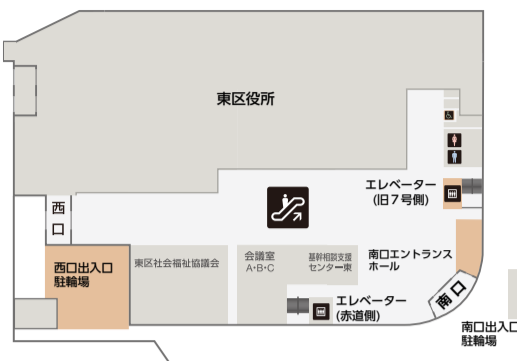 東区役所
エレベーター
(旧7号側)
西
口
西口出入口
駐輪場
東区社会福祉協議会
会議室
A・B・C
基幹相談支援
センター東
南口エントランス
ホール
エレベーター
(赤道側)
南口
南口出入口
駐輪場